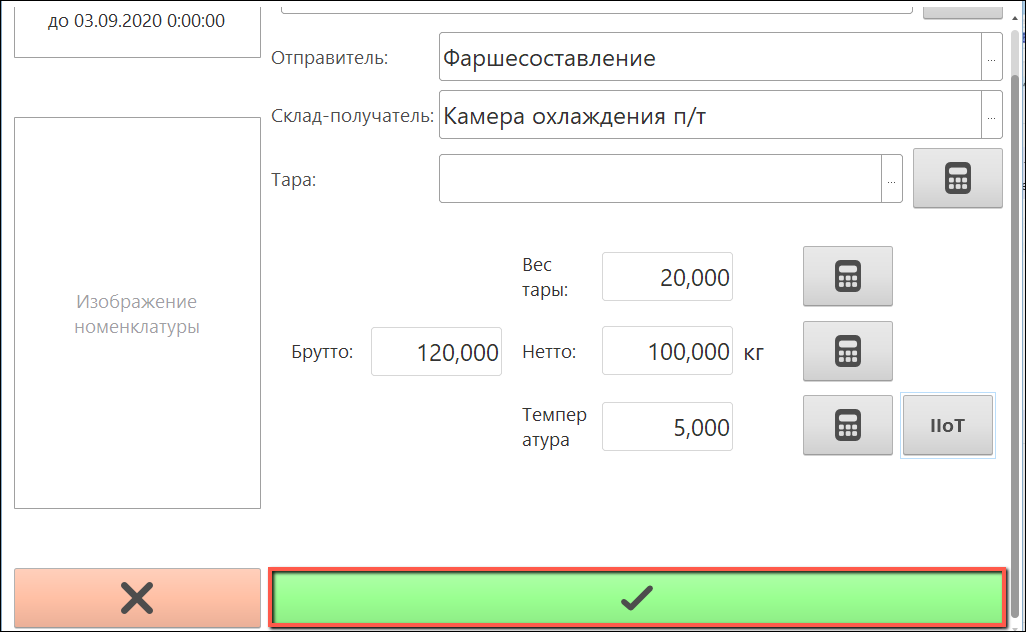 до 03.09.2020 0:00:00
Отправитель: Фаршесоставление ...
Склад-получатель: Камера охлаждения п/т ...
Тара: ...
Изображение
номенклатуры
Вес
тары: 20,000
Брутто: 120,000 Нетто: 100,000 кг
Темпер
атура 5,000 IIoT